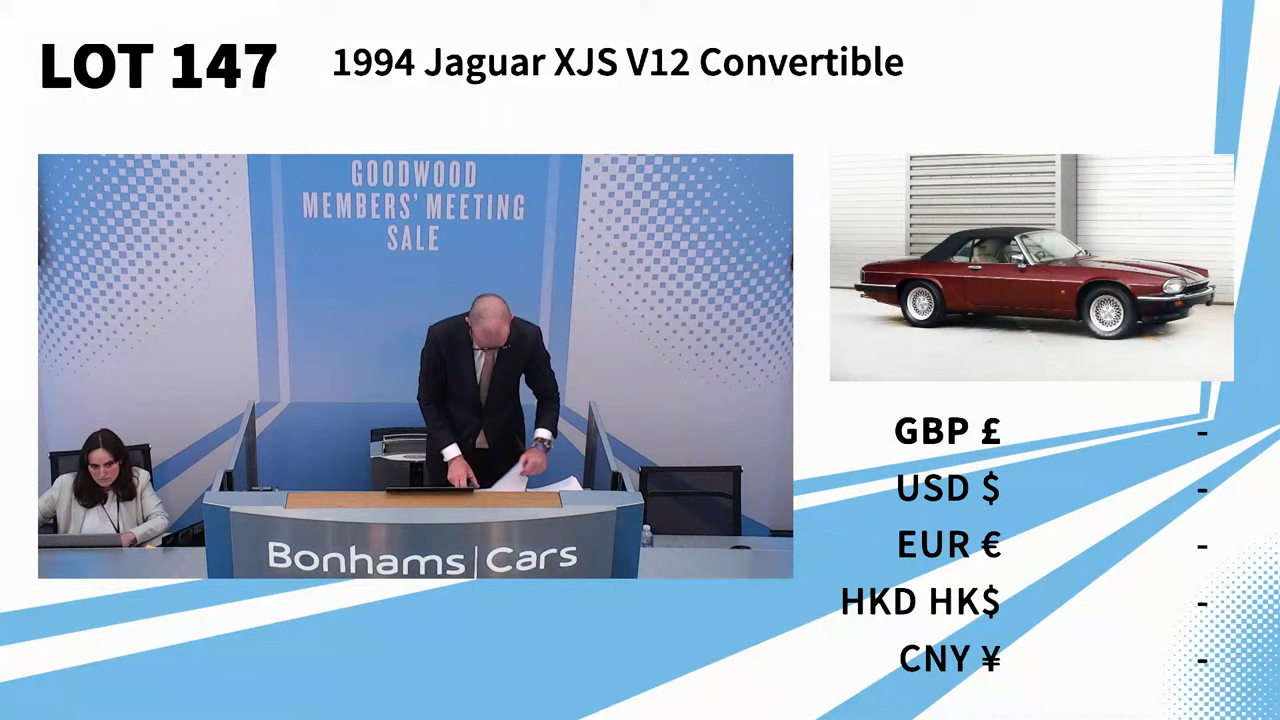 LOT 147
1994 Jaguar XJS V12 Convertible
GOODWOOD
MEMBERS' MEETING
SALE
Bonhams | Cars
GBP £ -
USD $ -
EUR € -
HKD HK$ -
CNY ¥ -